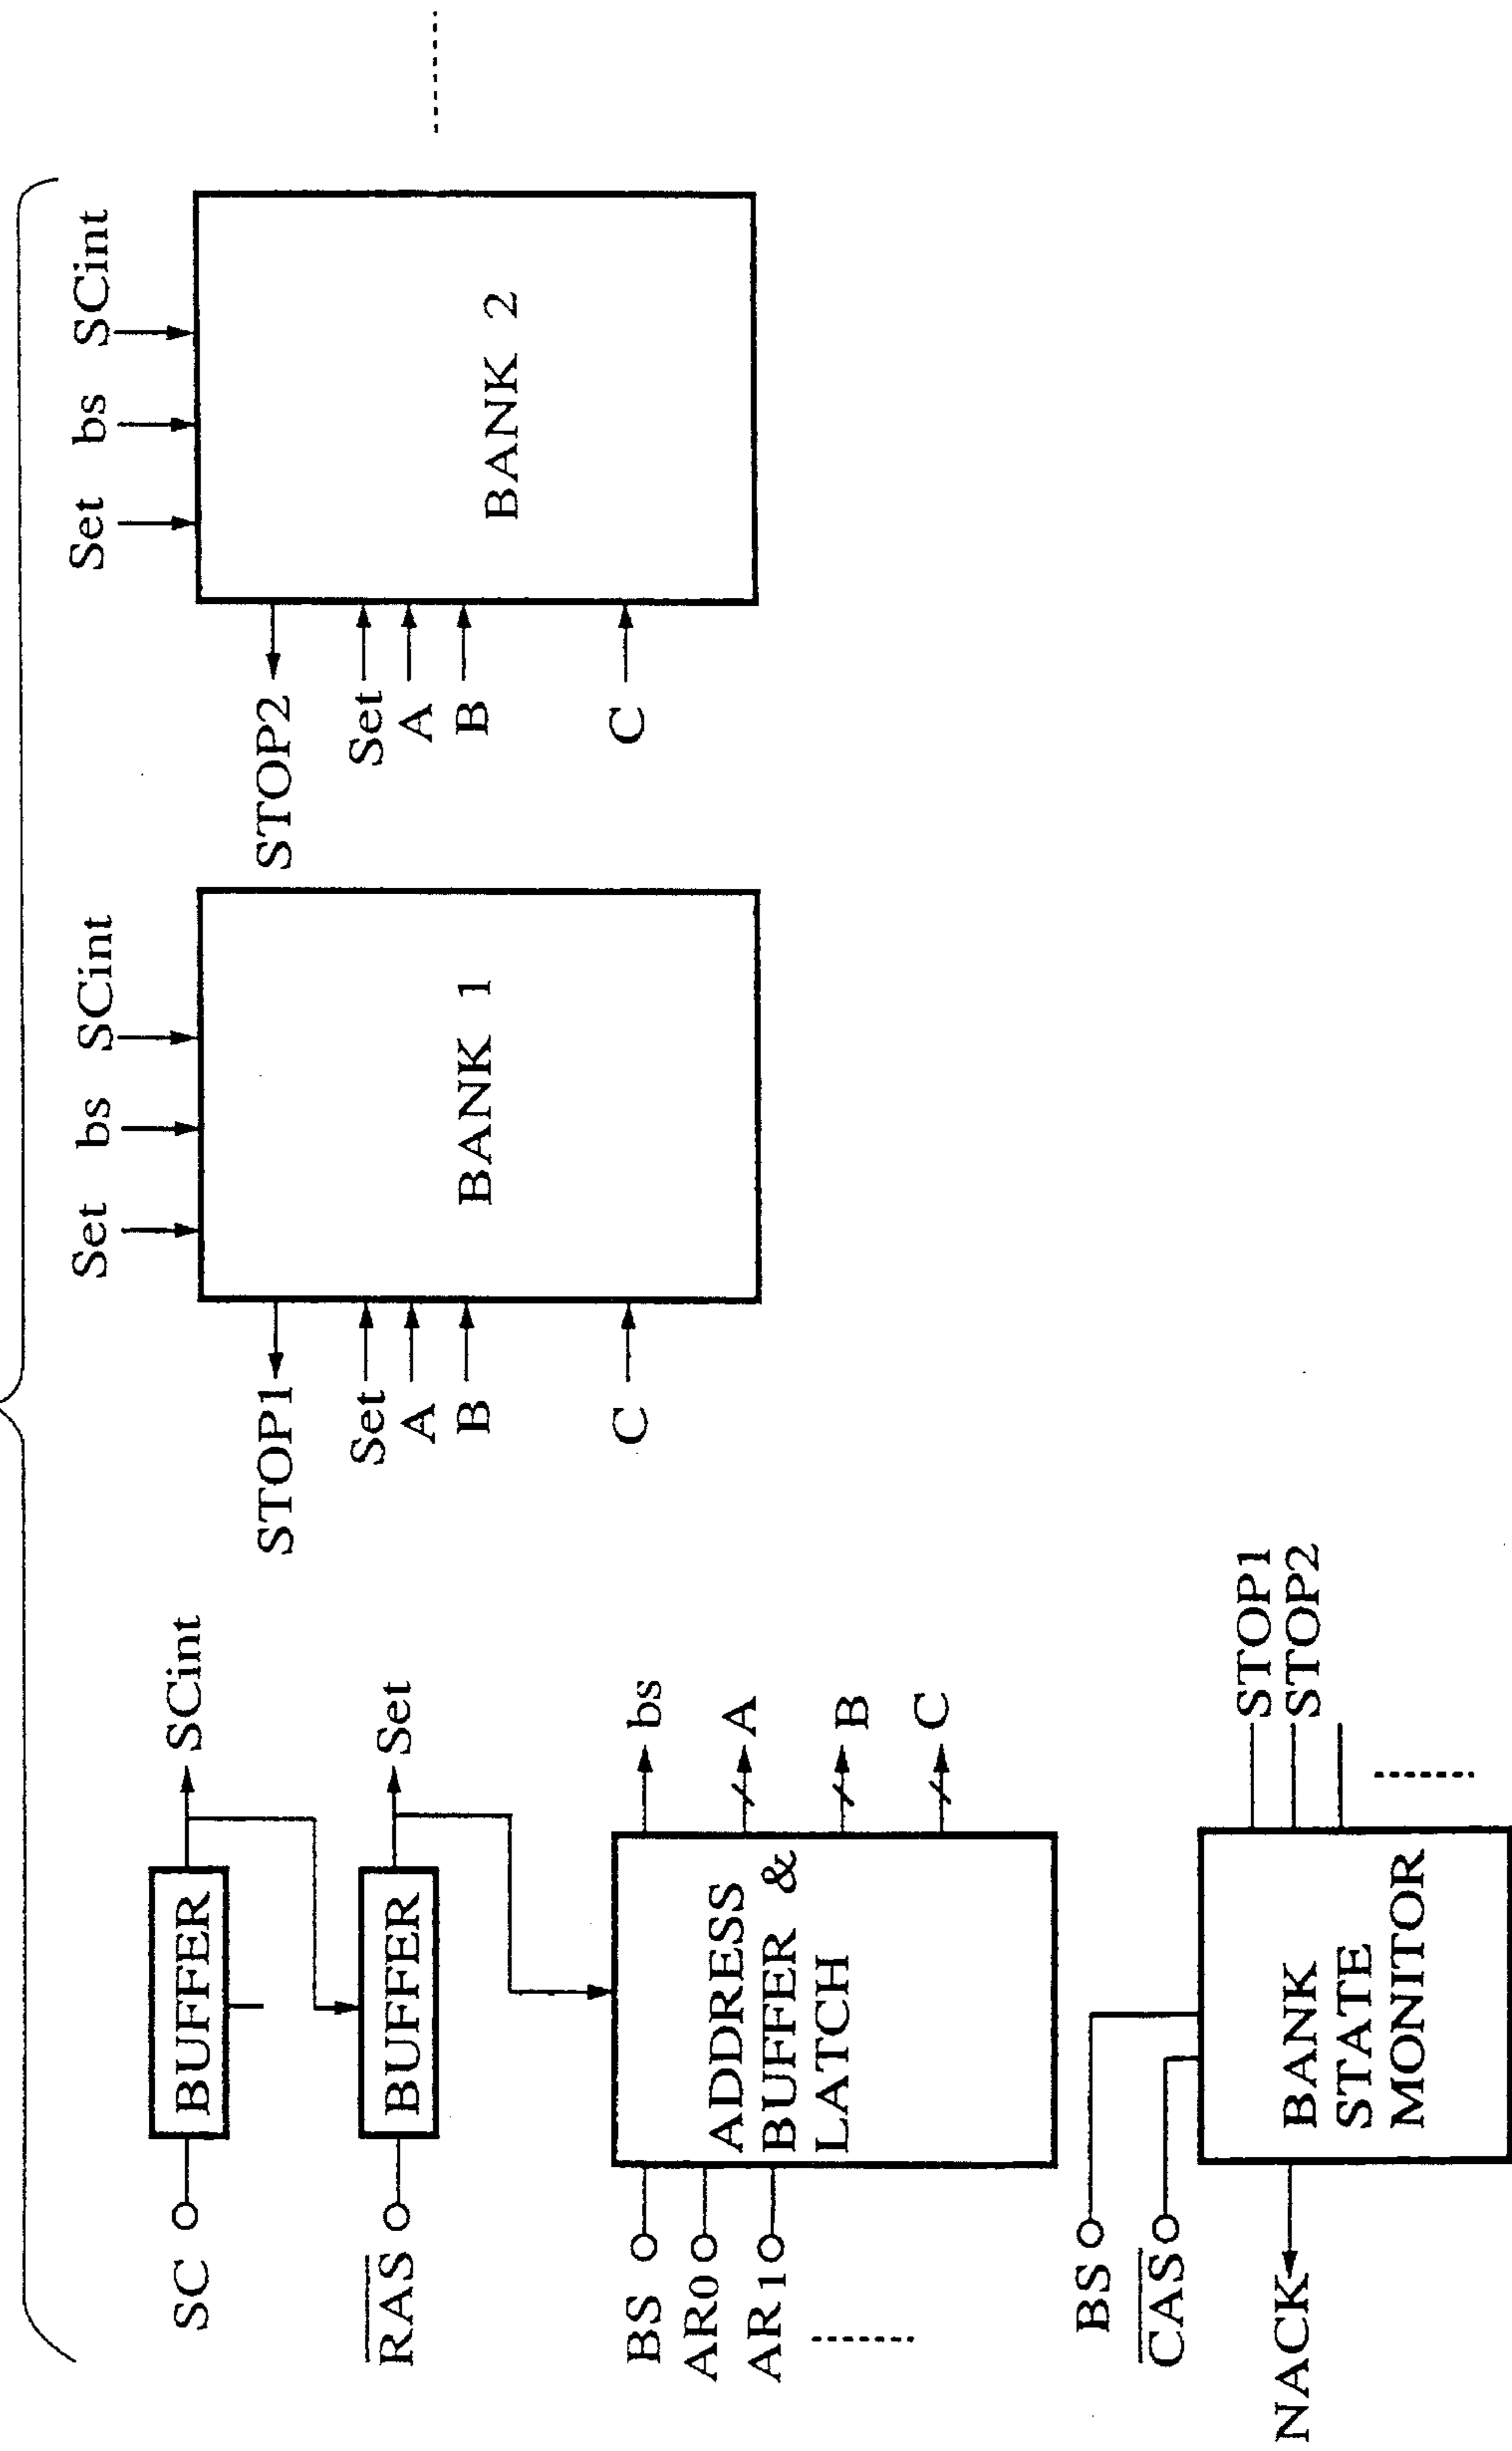 SC
BUFFER
SCint
RAS
BUFFER
Set
BS
AR0
AR1
ADDRESS
BUFFER &
LATCH
bs
A
B
C
BS
CAS
NACK
BANK
STATE
MONITOR
STOP1
STOP2
Set bs SCint
STOP1
Set
A
B
C
BANK 1
Set bs SCint
STOP2
Set
A
B
C
BANK 2